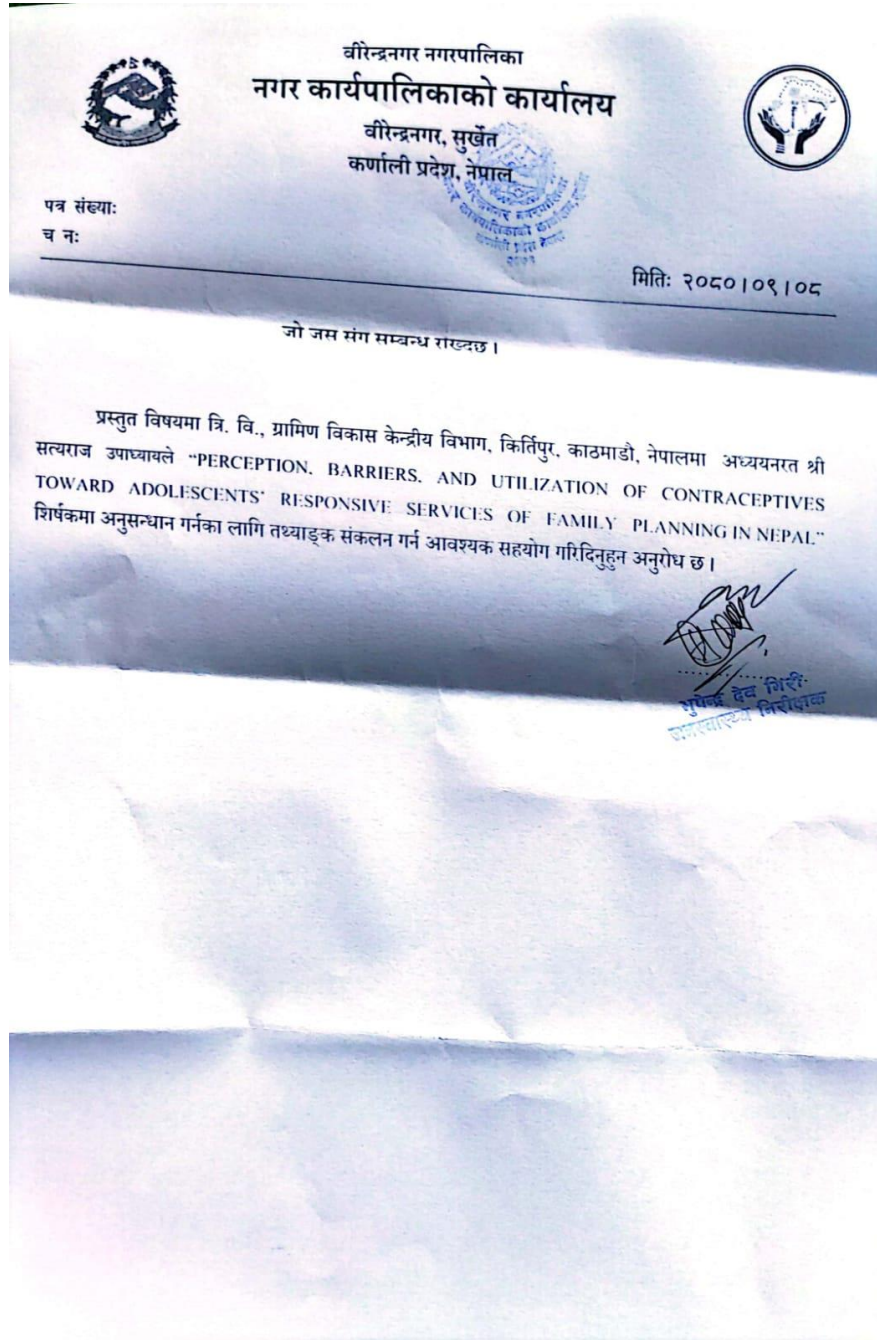 वीरेन्द्रनगर नगरपालिका
नगर कार्यपालिकाको कार्यालय
वीरेन्द्रनगर, सुर्खेत
कर्णाली प्रदेश, नेपाल
पत्र संख्याः
च नः
मितिः २०८०।०९।०८
जो जस संग सम्बन्ध राख्दछ ।
प्रस्तुत विषयमा त्रि. वि., ग्रामिण विकास केन्द्रीय विभाग, किर्तिपुर, काठमाडौ, नेपालमा अध्ययनरत श्री
सत्यराज उपाध्यायले “PERCEPTION, BARRIERS, AND UTILIZATION OF CONTRACEPTIVES
TOWARD ADOLESCENTS' RESPONSIVE SERVICES OF FAMILY PLANNING IN NEPAL”
शिर्षकमा अनुसन्धान गर्नका लागि तथ्याङ्क संकलन गर्न आवश्यक सहयोग गरिदिनुहुन अनुरोध छ ।
देव गिरी
जनस्वास्थ्य निरीक्षक